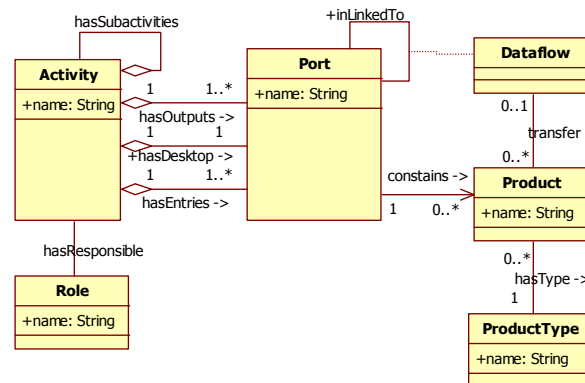 hasSubactivities
+inLinkedTo
Activity
+name: String
Port
+name: String
Dataflow
1
1..*
hasOutputs ->
1
1
+hasDesktop ->
1
1..*
hasEntries ->
0..1
transfer
0..*
constains ->
1
0..*
Product
+name: String
hasResponsible
Role
+name: String
0..*
hasType ->
1
ProductType
+name: String